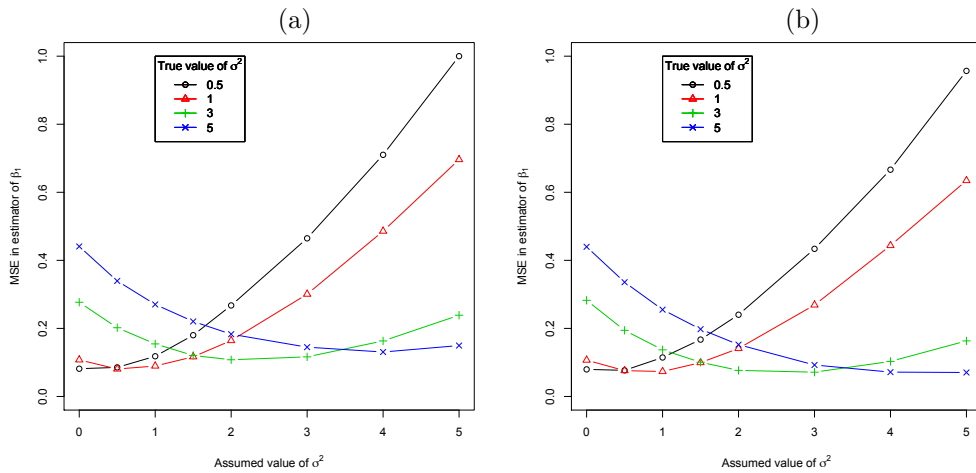 (a)
True value of σ²
0.5
1
3
5
MSE in estimator of β₁
1.0
0.8
0.6
0.4
0.2
0.0
0 1 2 3 4 5
Assumed value of σ²
(b)
True value of σ²
0.5
1
3
5
MSE in estimator of β₁
1.0
0.8
0.6
0.4
0.2
0.0
0 1 2 3 4 5
Assumed value of σ²